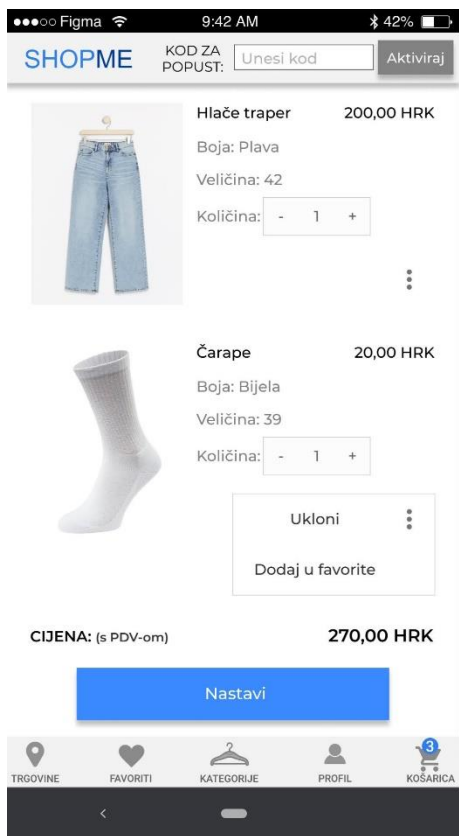 Figma 9:42 AM 42%
SHOPME KOD ZA POPUST: Unesi kod Aktiviraj
Hlače traper 200,00 HRK
Boja: Plava
Veličina: 42
Količina: - 1 +
Čarape 20,00 HRK
Boja: Bijela
Veličina: 39
Količina: - 1 +
Ukloni
Dodaj u favorite
CIJENA: (s PDV-om) 270,00 HRK
Nastavi
3
TRGOVINE FAVORITI KATEGORIJE PROFIL KOŠARICA